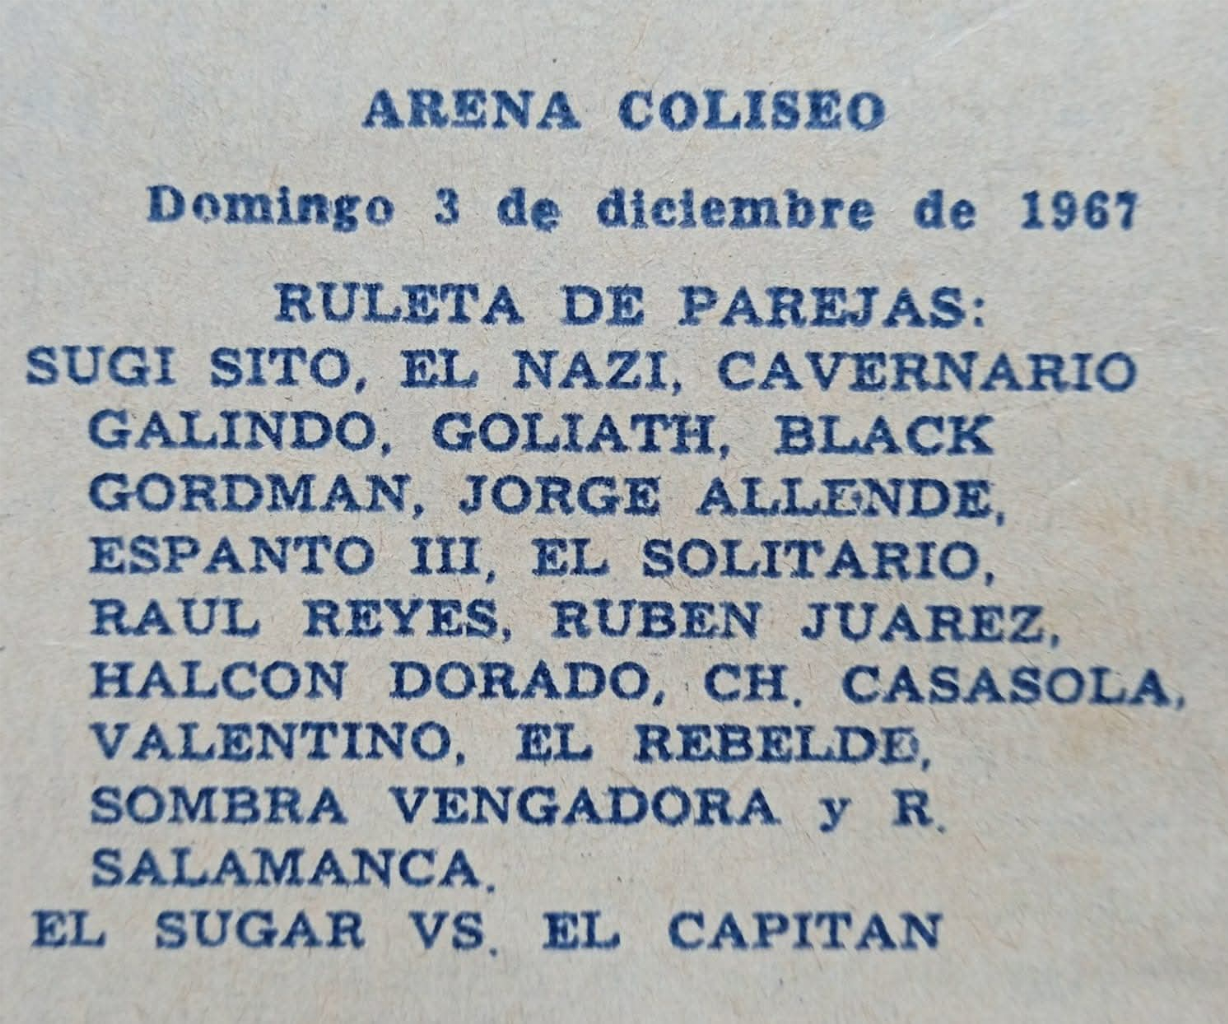 ARENA COLISEO
Domingo 3 de diciembre de 1967
RULETA DE PAREJAS:
SUGI SITO, EL NAZI, CAVERNARIO
GALINDO, GOLIATH, BLACK
GORDMAN, JORGE ALLENDE,
ESPANTO III, EL SOLITARIO,
RAUL REYES, RUBEN JUAREZ,
HALCON DORADO, CH. CASASOLA,
VALENTINO, EL REBELDE,
SOMBRA VENGADORA y R.
SALAMANCA.
EL SUGAR VS. EL CAPITAN